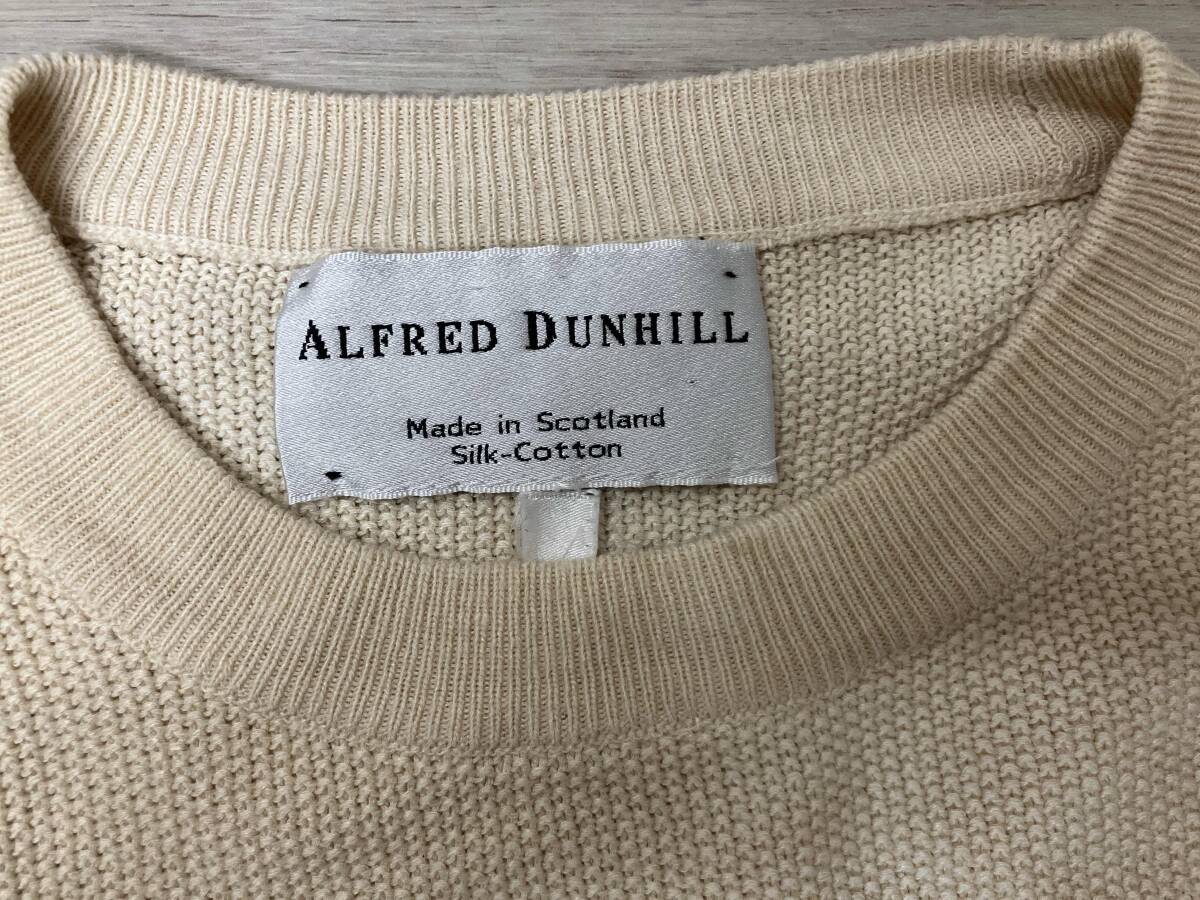 ALFRED DUNHILL
Made in Scotland
Silk-Cotton